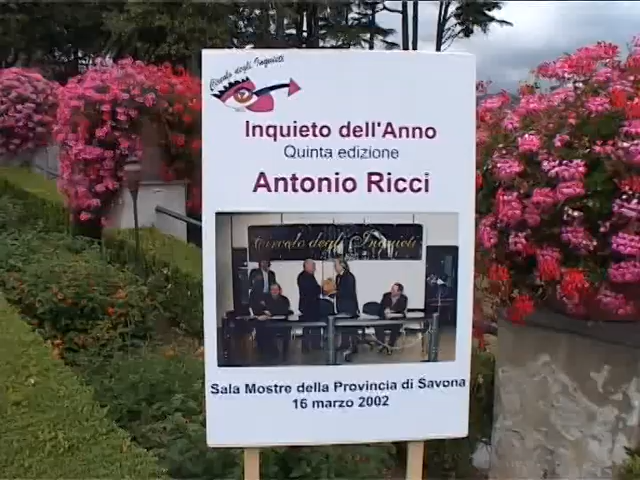 Circolo degli Inquieti
Inquieto dell'Anno
Quinta edizione
Antonio Ricci
Circolo degli Inquieti
Sala Mostre della Provincia di Savona
16 marzo 2002